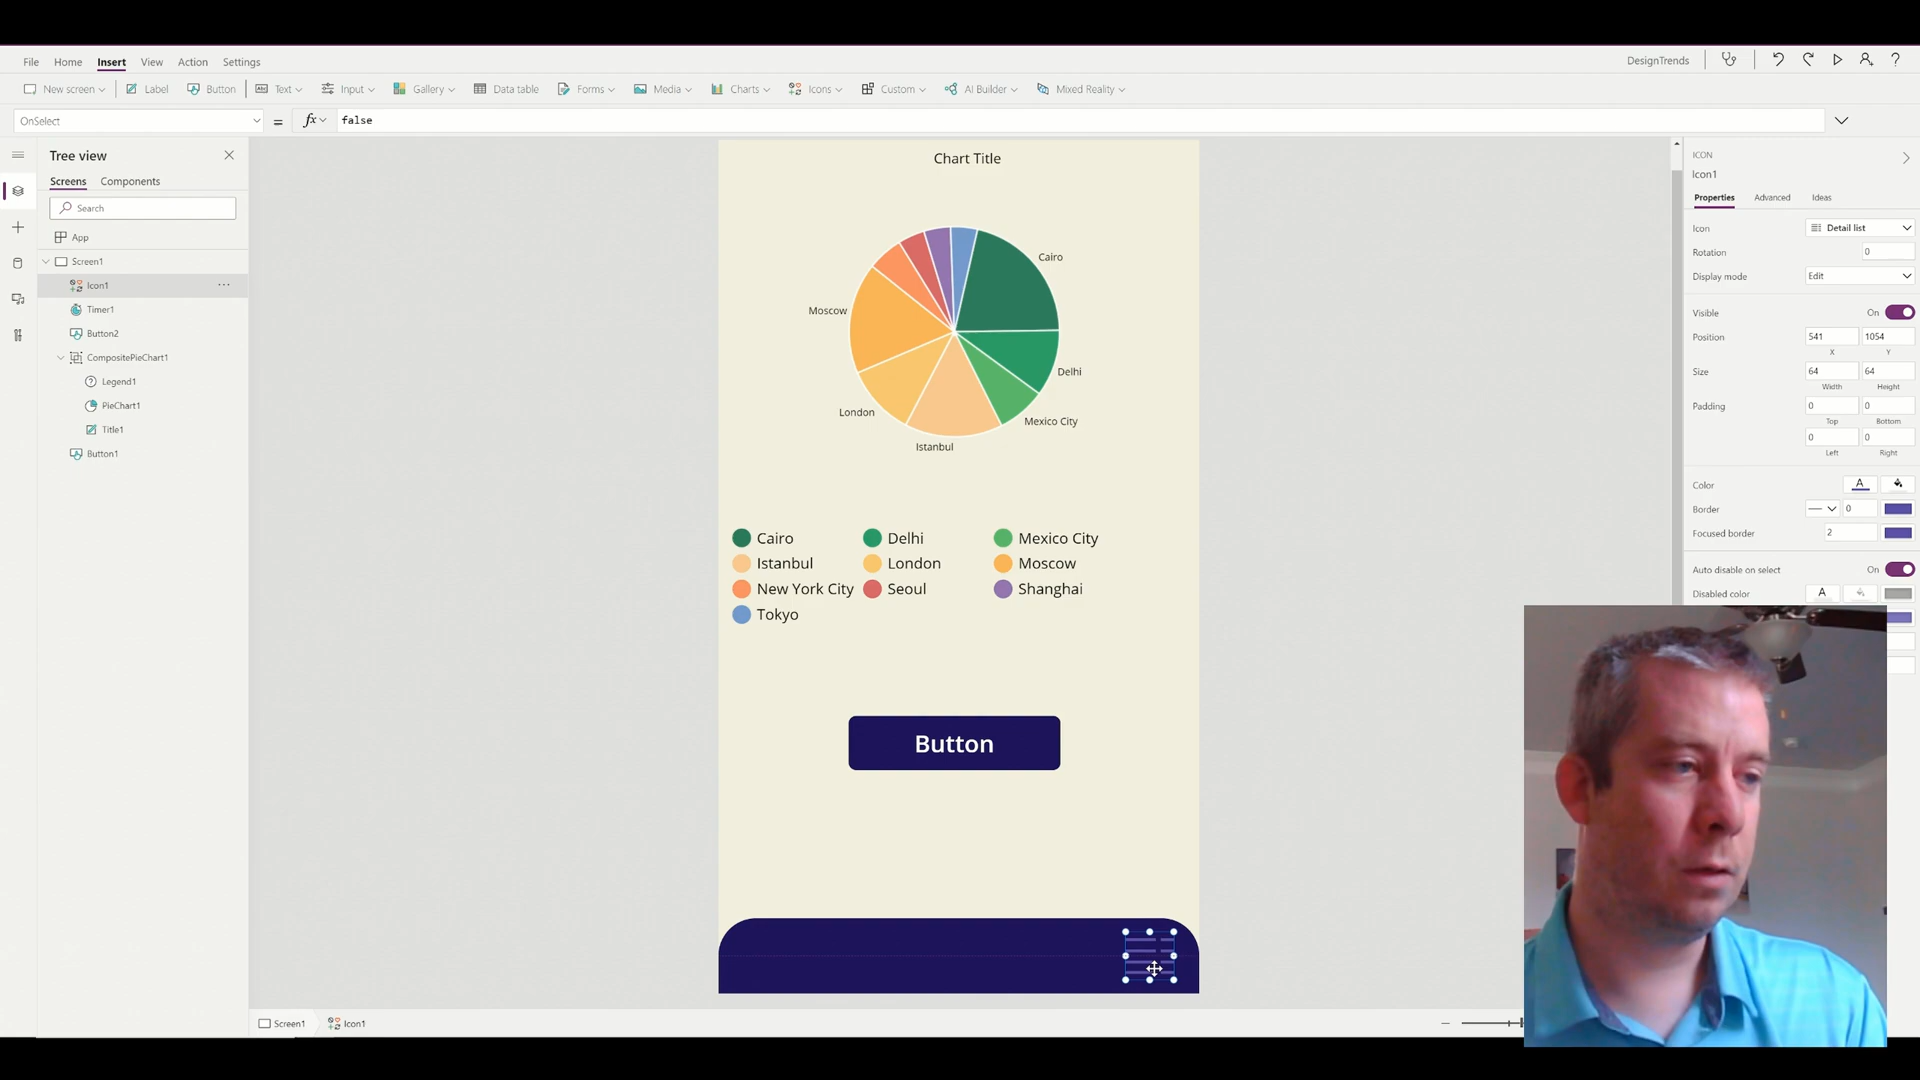 File Home Insert View Action Settings DesignTrends ?
New screen Label Button Text Input Gallery Data table Forms Media Charts Icons Custom AI Builder Mixed Reality
OnSelect = fx false
Tree view
Screens Components
Search
App
Screen1
Icon1 ...
Timer1
Button2
CompositePieChart1
Legend1
PieChart1
Title1
Button1
Chart Title
Cairo
Moscow
Delhi
London
Mexico City
Istanbul
Cairo Delhi Mexico City
Istanbul London Moscow
New York City Seoul Shanghai
Tokyo
Button
ICON
Icon1
Properties Advanced Ideas
Icon Detail list
Rotation 0
Display mode Edit
Visible On
Position 541 1054
X Y
Size 64 64
Width Height
Padding 0 0
Top Bottom
0 0
Left Right
Color A
Border 0
Focused border 2
Auto disable on select On
Disabled color A
Screen1 Icon1